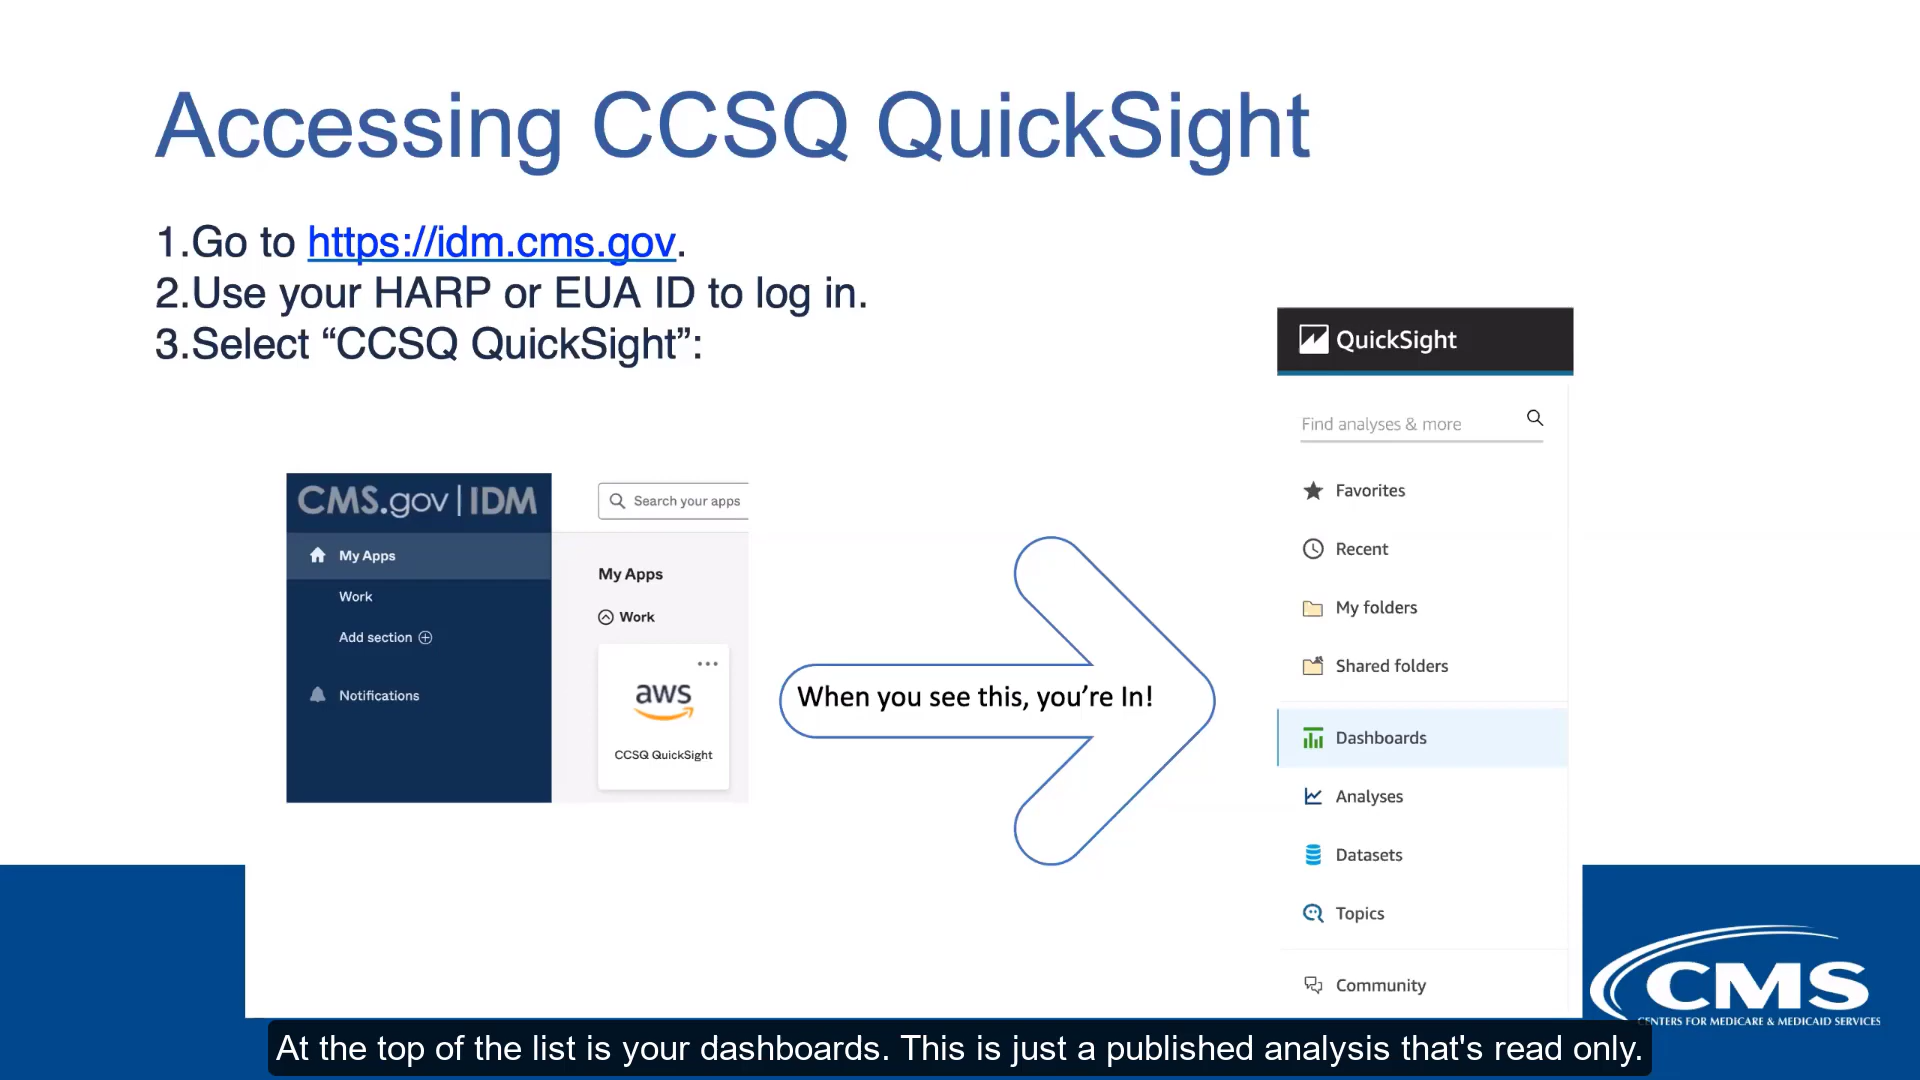 Accessing CCSQ QuickSight
1.Go to https://idm.cms.gov.
2.Use your HARP or EUA ID to log in.
3.Select “CCSQ QuickSight”:
CMS.gov|IDM
My Apps
Work
Add section
Notifications
Search your apps
My Apps
Work
aws
CCSQ QuickSight
When you see this, you’re In!
QuickSight
Find analyses & more
Favorites
Recent
My folders
Shared folders
Dashboards
Analyses
Datasets
Topics
Community
CMS
CENTERS FOR MEDICARE & MEDICAID SERVICES
At the top of the list is your dashboards. This is just a published analysis that's read only.